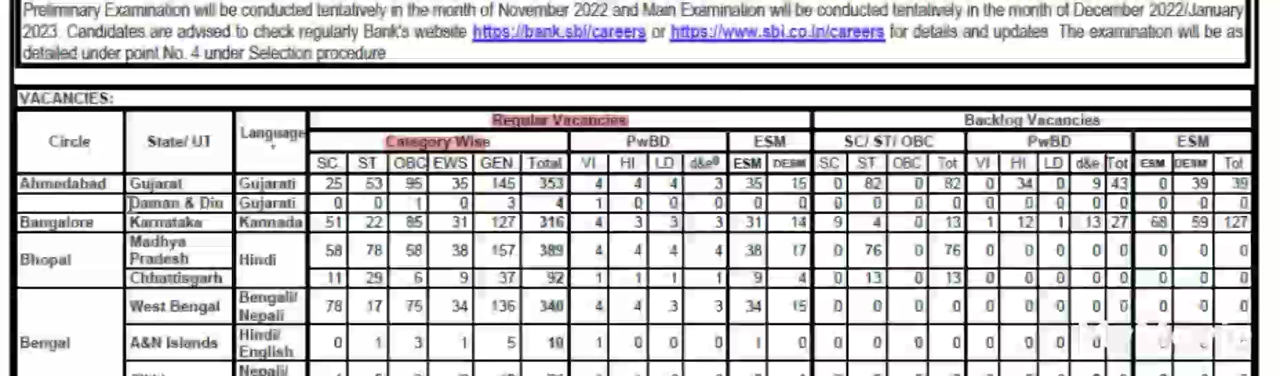 Preliminary Examination will be conducted tentatively in the month of November 2022 and Main Examination will be conducted tentatively in the month of December 2022/January
2023. Candidates are advised to check regularly Bank's website https://bank.sbi/careers or https://www.sbi.co.in/careers for details and updates The examination will be as
detailed under point No. 4 under Selection procedure
VACANCIES:
Circle State/ UT Language * Regular Vacancies Backlog Vacancies
Category Wise PwBD ESM SC/ ST/ OBC PwBD ESM
SC ST OBC EWS GEN Total VI HI LD d&e ESM DESM SC ST OBC Tot VI HI LD d&e Tot ESM DESM Tot
Ahmedabad Gujarat Gujarati 25 53 95 35 145 353 4 4 4 3 35 15 0 82 0 82 0 34 0 9 43 0 39 39
Daman & Diu Gujarati 0 0 1 0 3 4 1 0 0 0 0 0 0 0 0 0 0 0 0 0 0 0 0 0
Bangalore Karnataka Kannada 51 22 85 31 127 316 4 3 3 3 31 14 9 4 0 13 1 12 1 13 27 68 59 127
Bhopal Madhya
Pradesh Hindi 58 78 58 38 157 389 4 4 4 4 38 17 0 76 0 76 0 0 0 0 0 0 0 0
Chhattisgarh 11 29 6 9 37 92 1 1 1 1 9 4 0 13 0 13 0 0 0 0 0 0 0 0
Bengal West Bengal Bengali/
Nepali 78 17 75 34 136 340 4 4 3 3 34 15 0 0 0 0 0 0 0 0 0 0 0 0
A&N Islands Hindi/
English 0 1 3 1 5 10 1 0 0 0 1 0 0 0 0 0 0 0 0 0 0 0 0 0
Nepali/